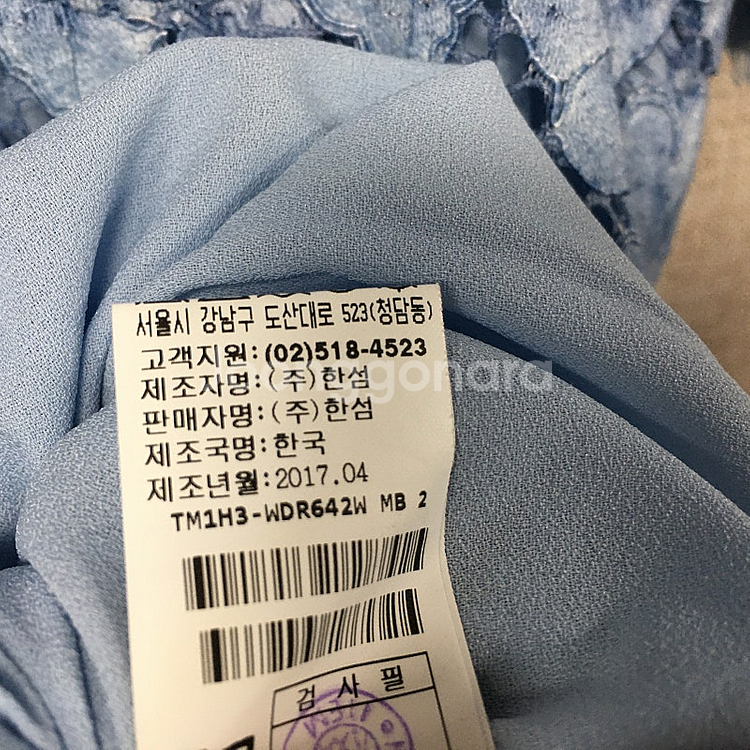 서울시 강남구 도산대로 523(청담동)
고객지원:(02)518-4523
제조자명:(주)한섬
판매자명:(주)한섬
제조국명:한국
제조년월:2017.04
TM1H3-WDR642W MB 2
검 사 필